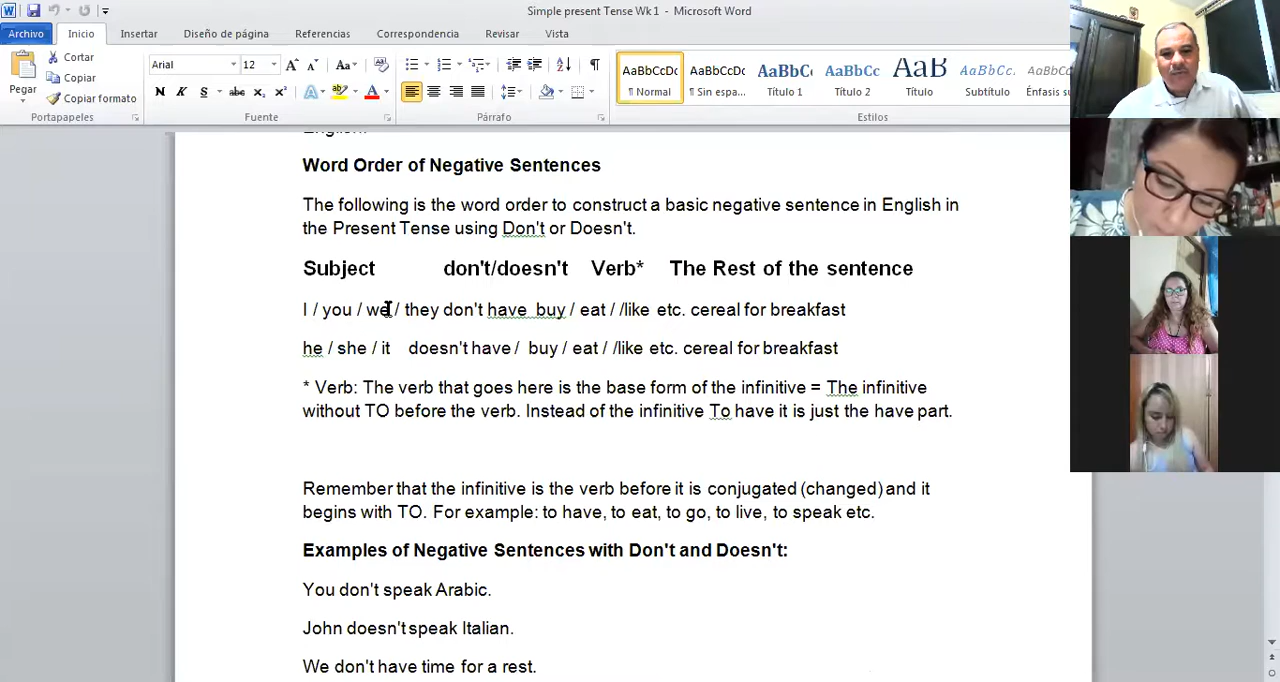 Simple present Tense Wk 1 - Microsoft Word
Archivo Inicio Insertar Diseño de página Referencias Correspondencia Revisar Vista
Pegar
Cortar
Copiar
Copiar formato
Portapapeles
Arial 12
N K S abc x₂ x²
Fuente
Párrafo
AaBbCcDc AaBbCcDc AaBbC AaBbCc AaB AaBbCc. AaBbCcDc
¶ Normal ¶ Sin espa... Título 1 Título 2 Título Subtítulo Énfasis su
Estilos
English.
Word Order of Negative Sentences
The following is the word order to construct a basic negative sentence in English in
the Present Tense using Don't or Doesn't.
Subject don't/doesn't Verb* The Rest of the sentence
I / you / we / they don't have buy / eat / /like etc. cereal for breakfast
he / she / it doesn't have / buy / eat / /like etc. cereal for breakfast
* Verb: The verb that goes here is the base form of the infinitive = The infinitive
without TO before the verb. Instead of the infinitive To have it is just the have part.
Remember that the infinitive is the verb before it is conjugated (changed) and it
begins with TO. For example: to have, to eat, to go, to live, to speak etc.
Examples of Negative Sentences with Don't and Doesn't:
You don't speak Arabic.
John doesn't speak Italian.
We don't have time for a rest.